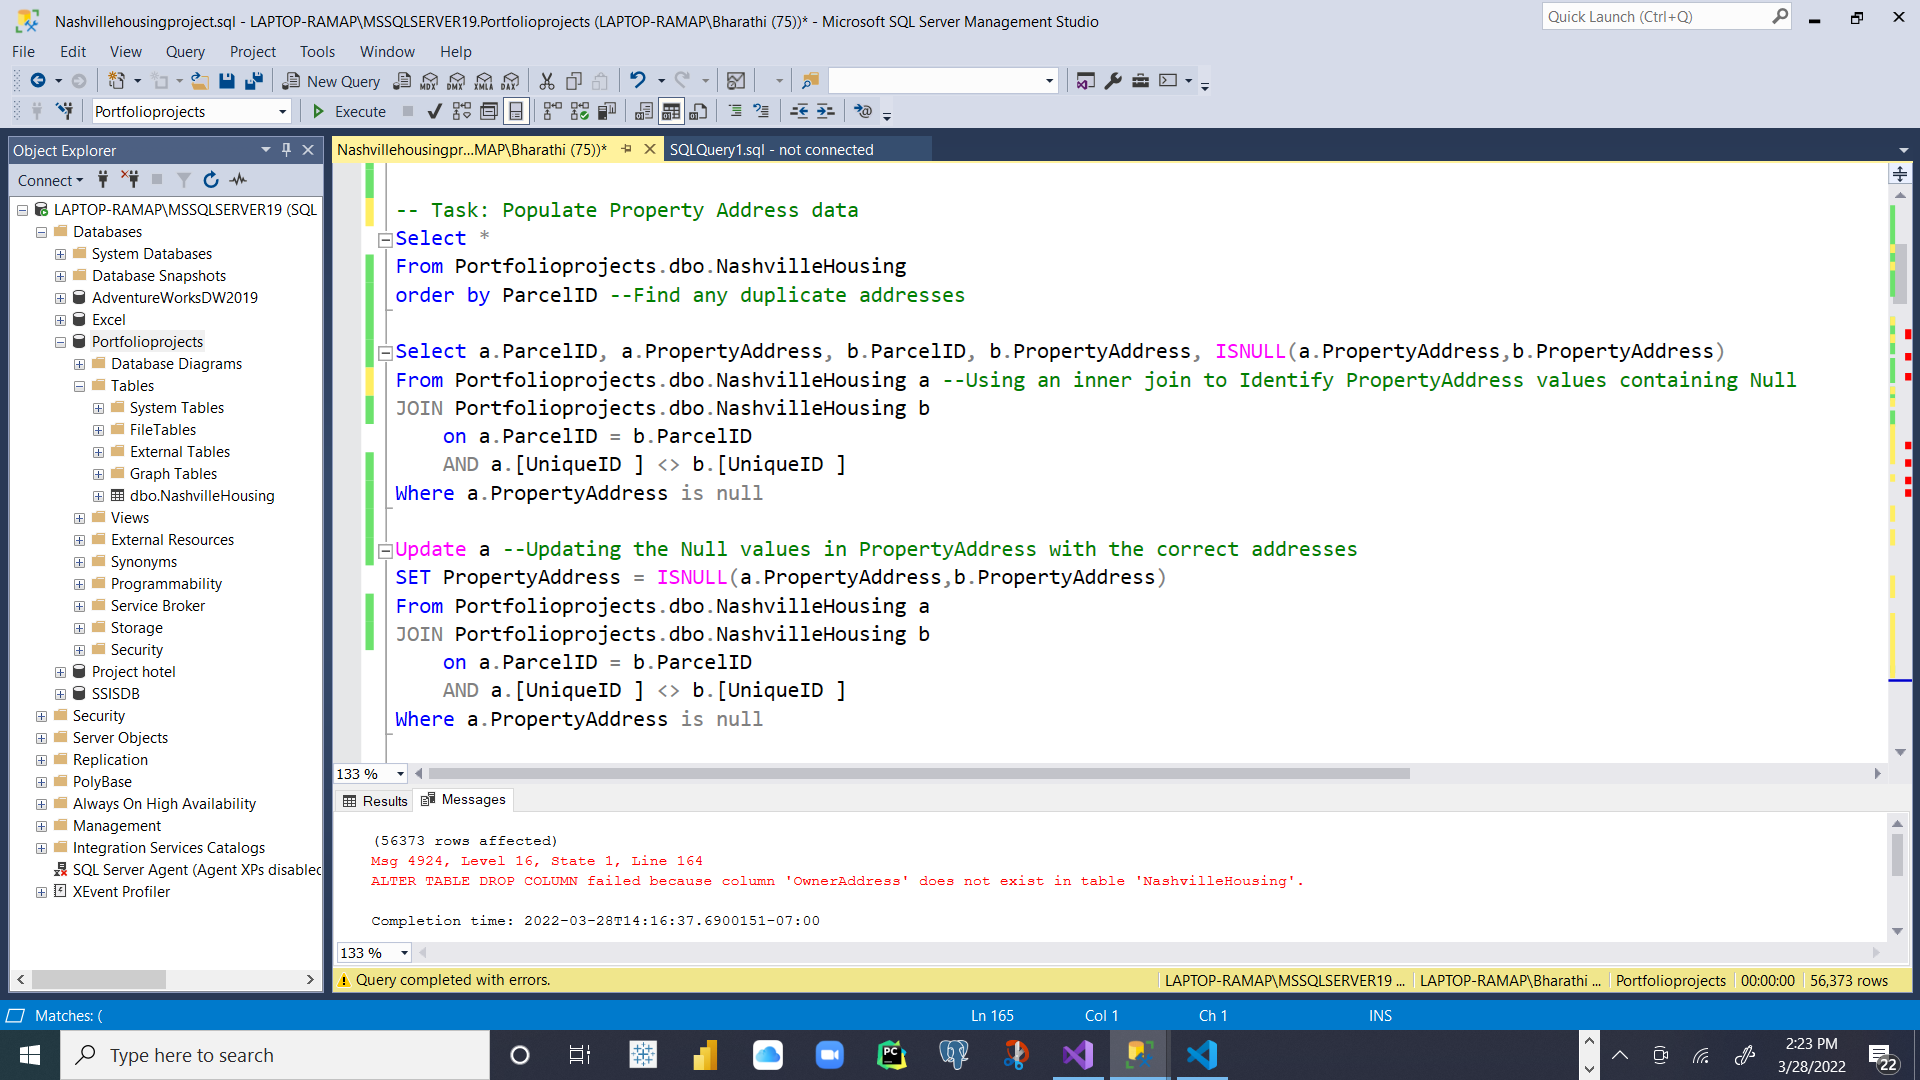 Nashvillehousingproject.sql - LAPTOP-RAMAP\MSSQLSERVER19.Portfolioprojects (LAPTOP-RAMAP\Bharathi (75))* - Microsoft SQL Server Management Studio
Quick Launch (Ctrl+Q)
File Edit View Query Project Tools Window Help
New Query
MDX DMX XMLA DAX
Portfolioprojects
Execute
Object Explorer
Nashvillehousingpr...MAP\Bharathi (75))*
SQLQuery1.sql - not connected
Connect
LAPTOP-RAMAP\MSSQLSERVER19 (SQL
Databases
System Databases
Database Snapshots
AdventureWorksDW2019
Excel
Portfolioprojects
Database Diagrams
Tables
System Tables
FileTables
External Tables
Graph Tables
dbo.NashvilleHousing
Views
External Resources
Synonyms
Programmability
Service Broker
Storage
Security
Project hotel
SSISDB
Security
Server Objects
Replication
PolyBase
Always On High Availability
Management
Integration Services Catalogs
SQL Server Agent (Agent XPs disabled
XEvent Profiler
-- Task: Populate Property Address data
Select *
From Portfolioprojects.dbo.NashvilleHousing
order by ParcelID --Find any duplicate addresses
Select a.ParcelID, a.PropertyAddress, b.ParcelID, b.PropertyAddress, ISNULL(a.PropertyAddress,b.PropertyAddress)
From Portfolioprojects.dbo.NashvilleHousing a --Using an inner join to Identify PropertyAddress values containing Null
JOIN Portfolioprojects.dbo.NashvilleHousing b
on a.ParcelID = b.ParcelID
AND a.[UniqueID ] <> b.[UniqueID ]
Where a.PropertyAddress is null
Update a --Updating the Null values in PropertyAddress with the correct addresses
SET PropertyAddress = ISNULL(a.PropertyAddress,b.PropertyAddress)
From Portfolioprojects.dbo.NashvilleHousing a
JOIN Portfolioprojects.dbo.NashvilleHousing b
on a.ParcelID = b.ParcelID
AND a.[UniqueID ] <> b.[UniqueID ]
Where a.PropertyAddress is null
133 %
Results
Messages
(56373 rows affected)
Msg 4924, Level 16, State 1, Line 164
ALTER TABLE DROP COLUMN failed because column 'OwnerAddress' does not exist in table 'NashvilleHousing'.
Completion time: 2022-03-28T14:16:37.6900151-07:00
133 %
Query completed with errors.
LAPTOP-RAMAP\MSSQLSERVER19 ...
LAPTOP-RAMAP\Bharathi ...
Portfolioprojects
00:00:00
56,373 rows
Matches: (
Ln 165
Col 1
Ch 1
INS
Type here to search
PC
2:23 PM
3/28/2022
22